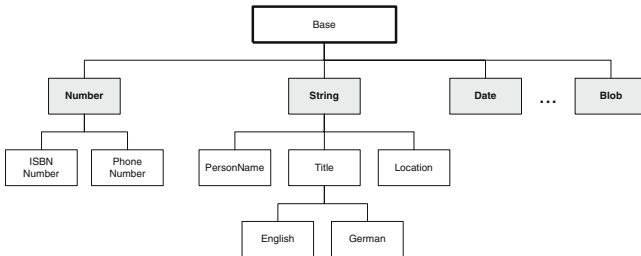 Base
Number
String
Date
...
Blob
ISBN
Number
Phone
Number
PersonName
Title
Location
English
German